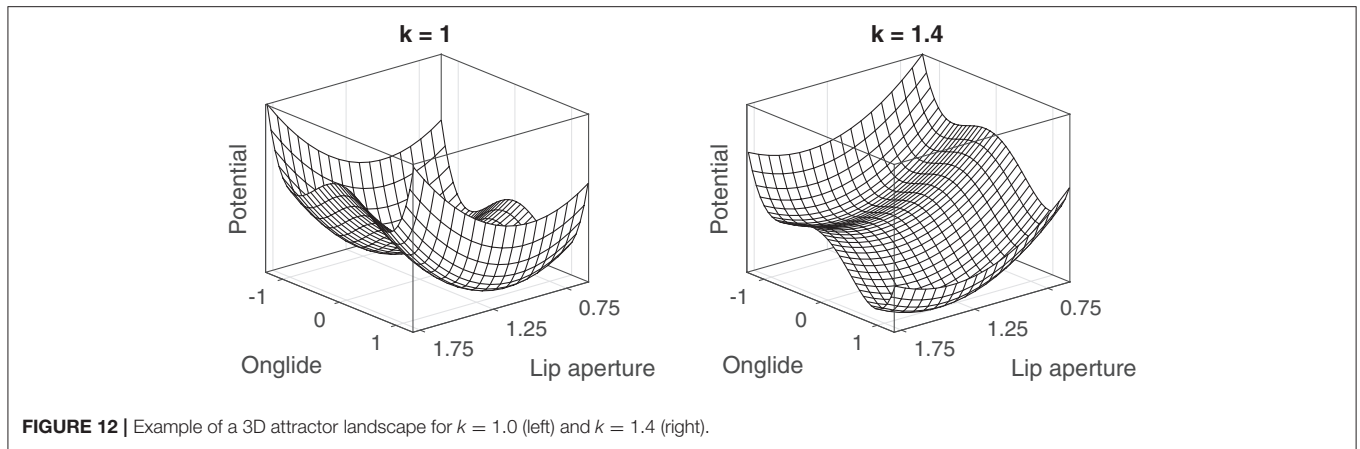 k = 1
k = 1.4
Potential
-1
0
1
Onglide
1.75
1.25
0.75
Lip aperture
Potential
-1
0
1
Onglide
1.75
1.25
0.75
Lip aperture
FIGURE 12 | Example of a 3D attractor landscape for k = 1.0 (left) and k = 1.4 (right).